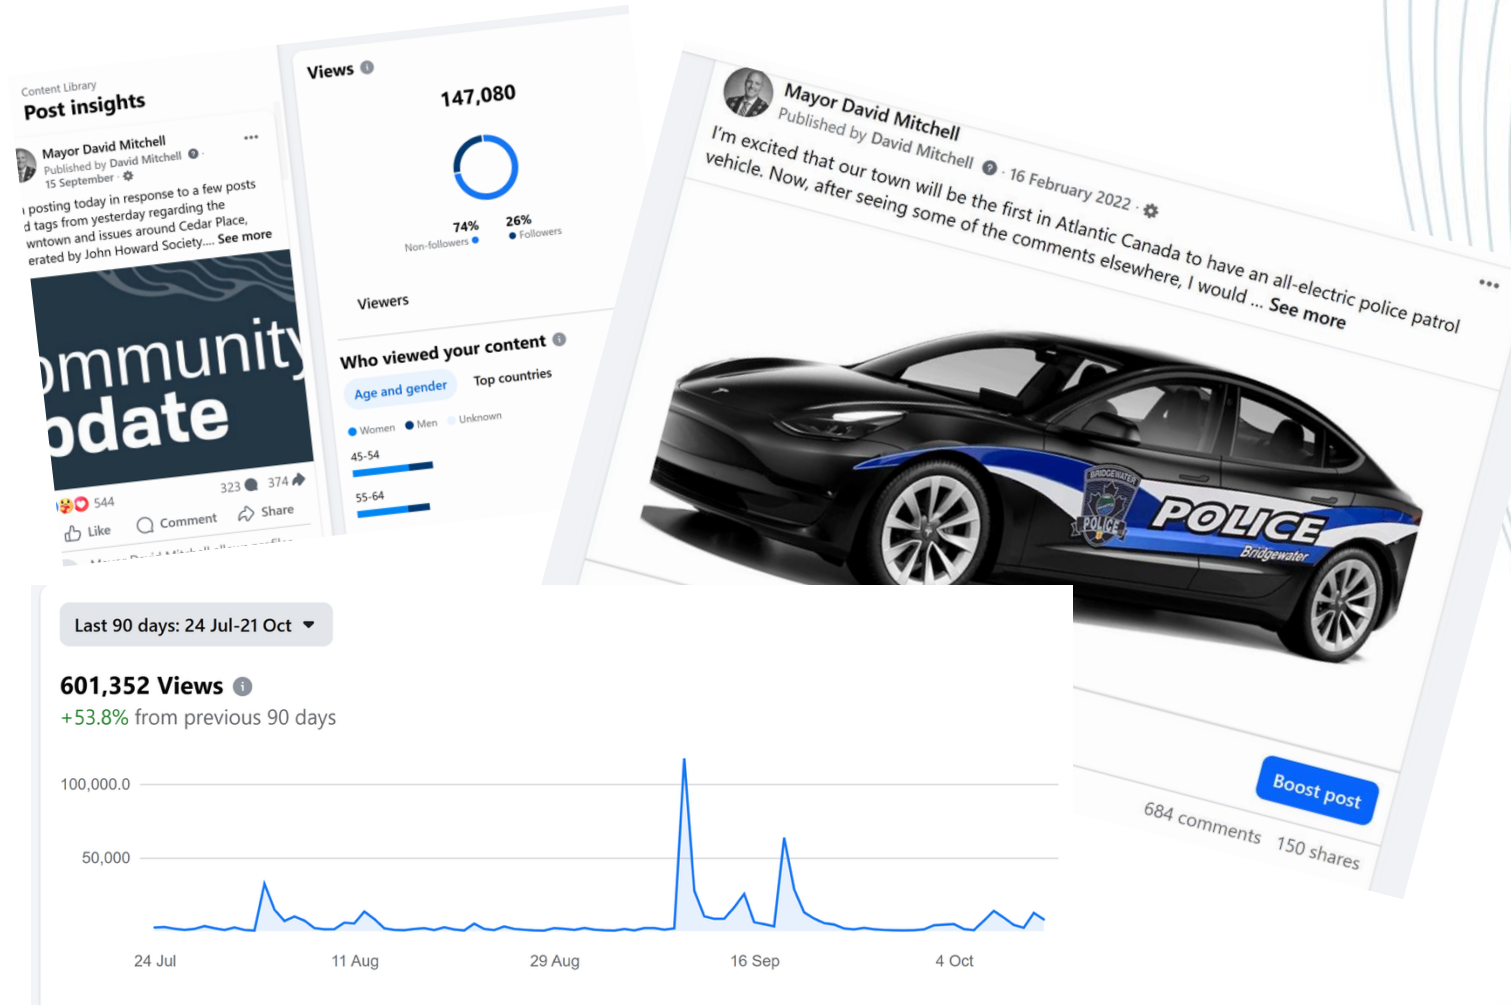 Content Library
Post insights
Mayor David Mitchell
Published by David Mitchell
15 September
posting today in response to a few posts
tags from yesterday regarding the
wntown and issues around Cedar Place,
erated by John Howard Society.... See more
ommunity
pdate
544
323
374
Like
Comment
Share
Views
147,080
74%
Non-followers
26%
Followers
Viewers
Who viewed your content
Age and gender
Top countries
Women
Men
Unknown
45-54
55-64
Mayor David Mitchell
Published by David Mitchell · 16 February 2022 ·
I'm excited that our town will be the first in Atlantic Canada to have an all-electric police patrol
vehicle. Now, after seeing some of the comments elsewhere, I would ... See more
BRIDGEWATER
POLICE
POLICE
Bridgewater
Boost post
684 comments
150 shares
Last 90 days: 24 Jul-21 Oct
601,352 Views
+53.8% from previous 90 days
100,000.0
50,000
24 Jul
11 Aug
29 Aug
16 Sep
4 Oct